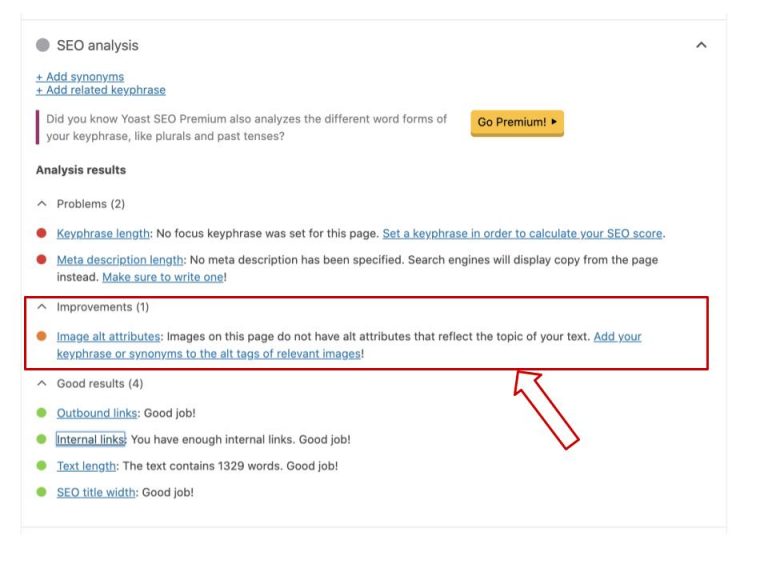 SEO analysis
+ Add synonyms
+ Add related keyphrase
Did you know Yoast SEO Premium also analyzes the different word forms of
your keyphrase, like plurals and past tenses?
Go Premium!
Analysis results
Problems (2)
Keyphrase length: No focus keyphrase was set for this page. Set a keyphrase in order to calculate your SEO score.
Meta description length: No meta description has been specified. Search engines will display copy from the page
instead. Make sure to write one!
Improvements (1)
Image alt attributes: Images on this page do not have alt attributes that reflect the topic of your text. Add your
keyphrase or synonyms to the alt tags of relevant images!
Good results (4)
Outbound links: Good job!
Internal links: You have enough internal links. Good job!
Text length: The text contains 1329 words. Good job!
SEO title width: Good job!